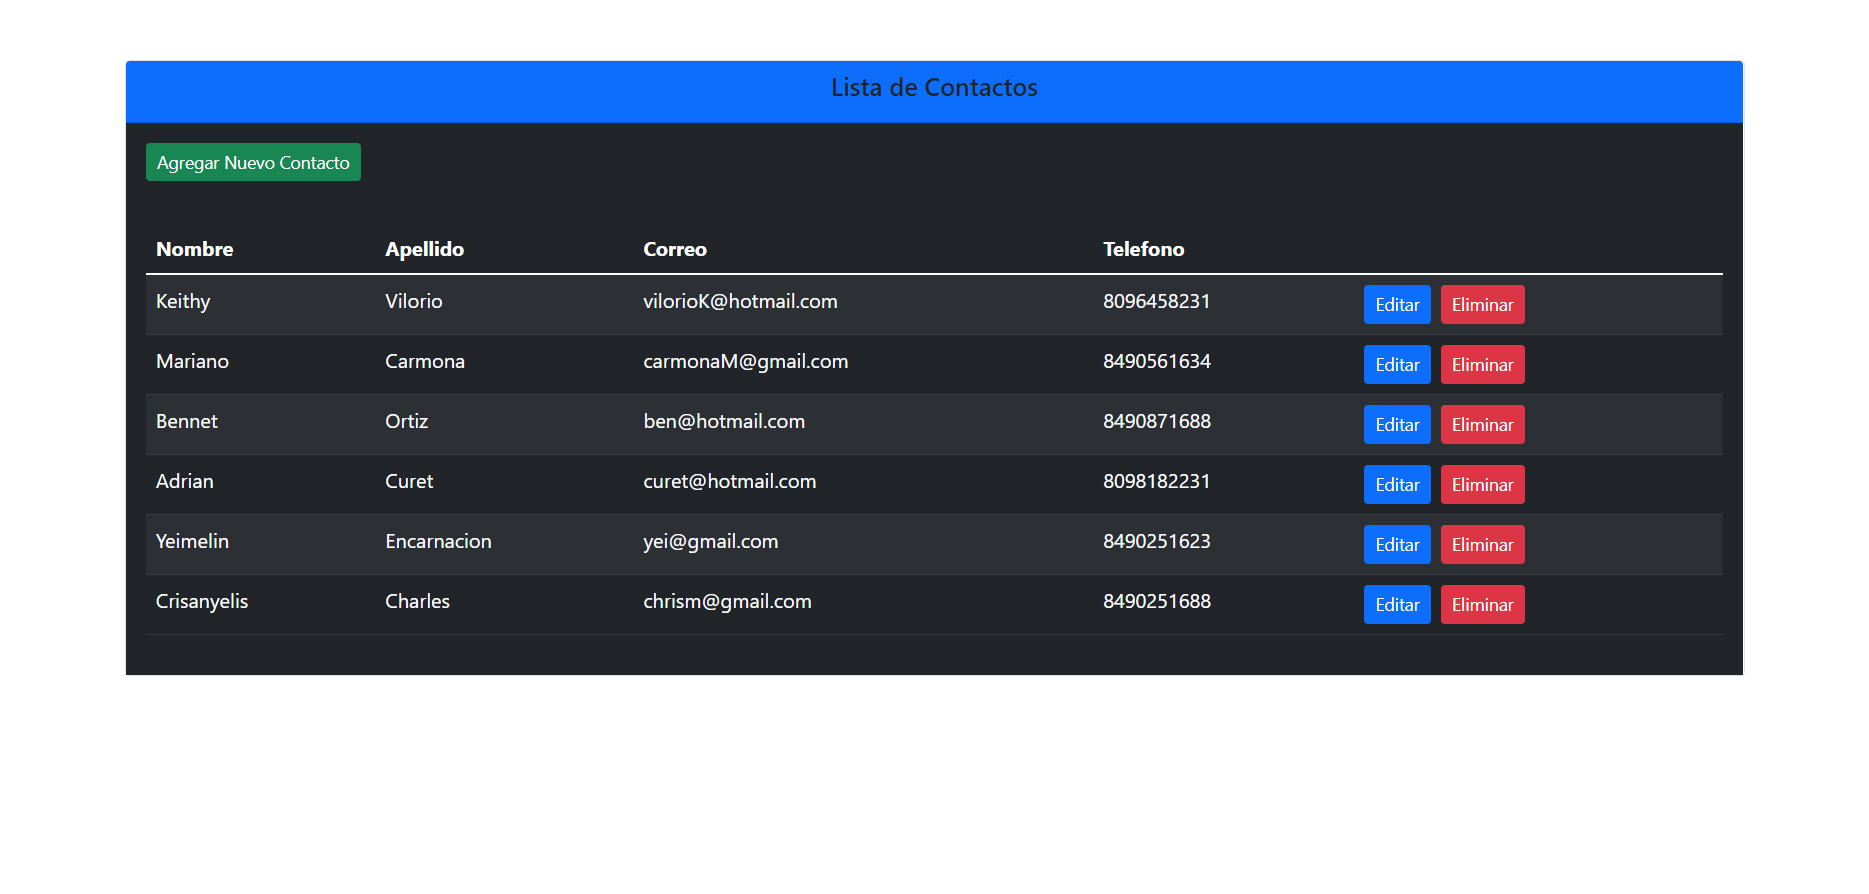 Lista de Contactos
Agregar Nuevo Contacto
Nombre Apellido Correo Telefono
Keithy Vilorio vilorioK@hotmail.com 8096458231 Editar Eliminar
Mariano Carmona carmonaM@gmail.com 8490561634 Editar Eliminar
Bennet Ortiz ben@hotmail.com 8490871688 Editar Eliminar
Adrian Curet curet@hotmail.com 8098182231 Editar Eliminar
Yeimelin Encarnacion yei@gmail.com 8490251623 Editar Eliminar
Crisanyelis Charles chrism@gmail.com 8490251688 Editar Eliminar